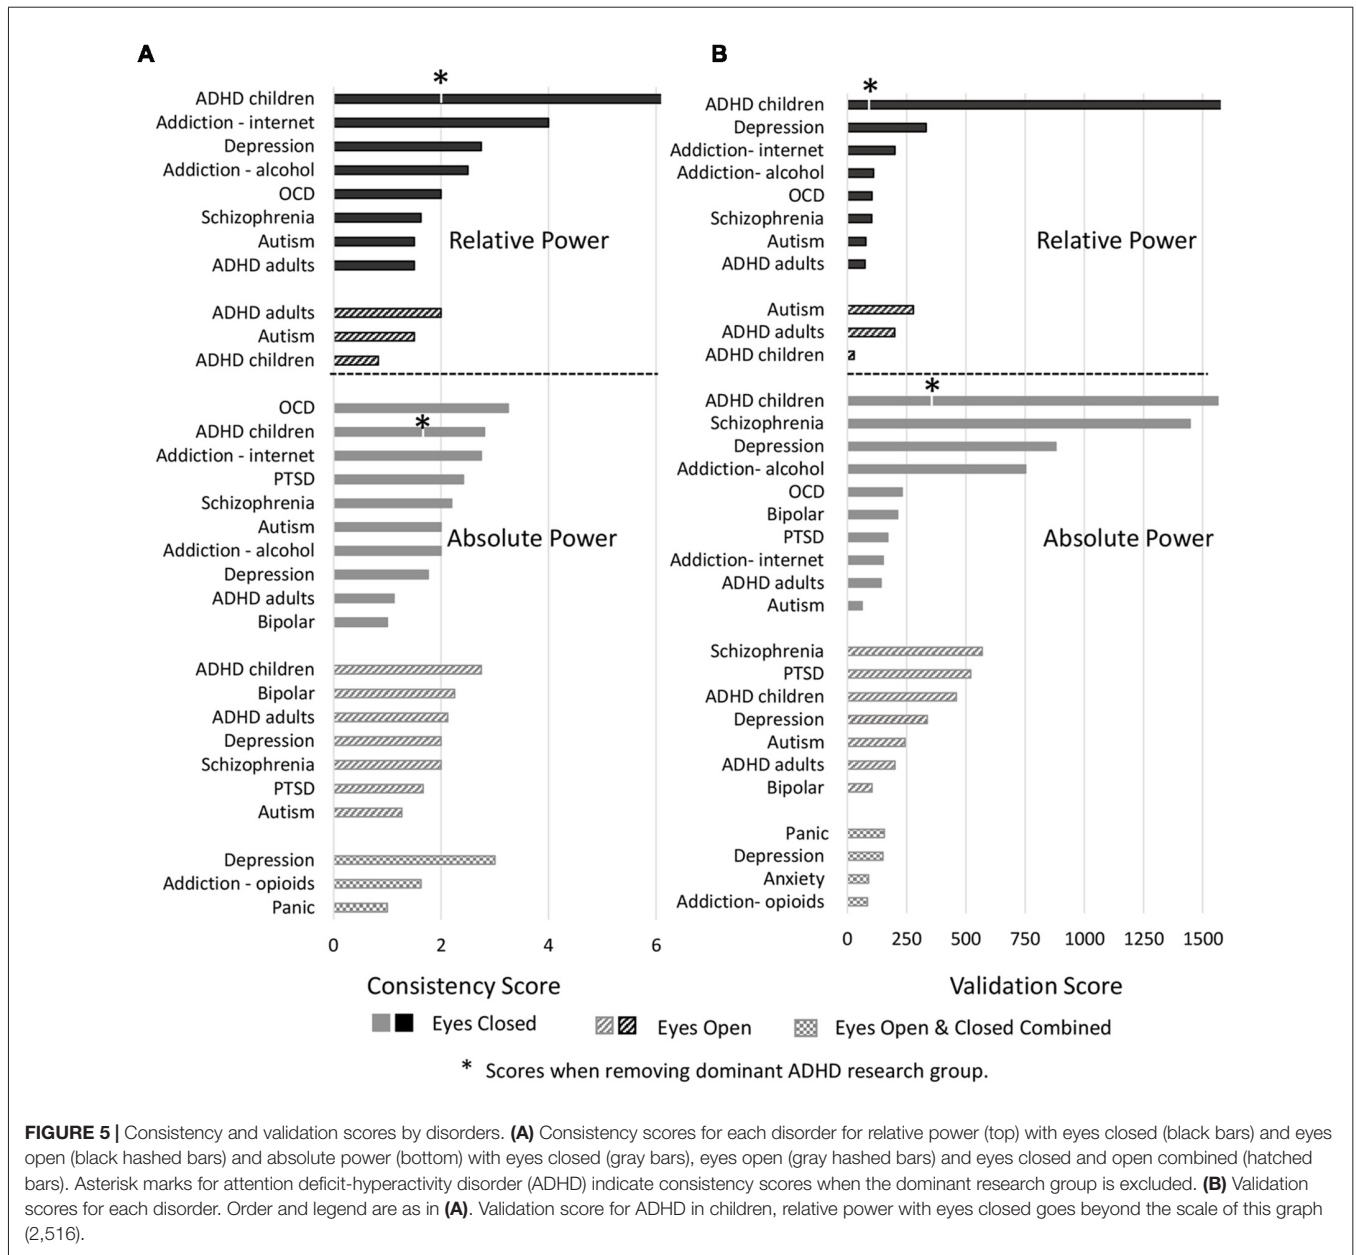 A
*
ADHD children
Addiction - internet
Depression
Addiction - alcohol
OCD
Schizophrenia
Autism
ADHD adults
Relative Power
ADHD adults
Autism
ADHD children
OCD
*
ADHD children
Addiction - internet
PTSD
Schizophrenia
Autism
Addiction - alcohol
Depression
ADHD adults
Bipolar
Absolute Power
ADHD children
Bipolar
ADHD adults
Depression
Schizophrenia
PTSD
Autism
Depression
Addiction - opioids
Panic
0 2 4 6
Consistency Score
B
*
ADHD children
Depression
Addiction- internet
Addiction- alcohol
OCD
Schizophrenia
Autism
ADHD adults
Relative Power
Autism
ADHD adults
ADHD children
*
ADHD children
Schizophrenia
Depression
Addiction- alcohol
OCD
Bipolar
PTSD
Addiction- internet
ADHD adults
Autism
Absolute Power
Schizophrenia
PTSD
ADHD children
Depression
Autism
ADHD adults
Bipolar
Panic
Depression
Anxiety
Addiction- opioids
0 250 500 750 1000 1250 1500
Validation Score
Eyes Closed Eyes Open Eyes Open & Closed Combined
* Scores when removing dominant ADHD research group.
FIGURE 5 | Consistency and validation scores by disorders. (A) Consistency scores for each disorder for relative power (top) with eyes closed (black bars) and eyes
open (black hashed bars) and absolute power (bottom) with eyes closed (gray bars), eyes open (gray hashed bars) and eyes closed and open combined (hatched
bars). Asterisk marks for attention deficit-hyperactivity disorder (ADHD) indicate consistency scores when the dominant research group is excluded. (B) Validation
scores for each disorder. Order and legend are as in (A). Validation score for ADHD in children, relative power with eyes closed goes beyond the scale of this graph
(2,516).